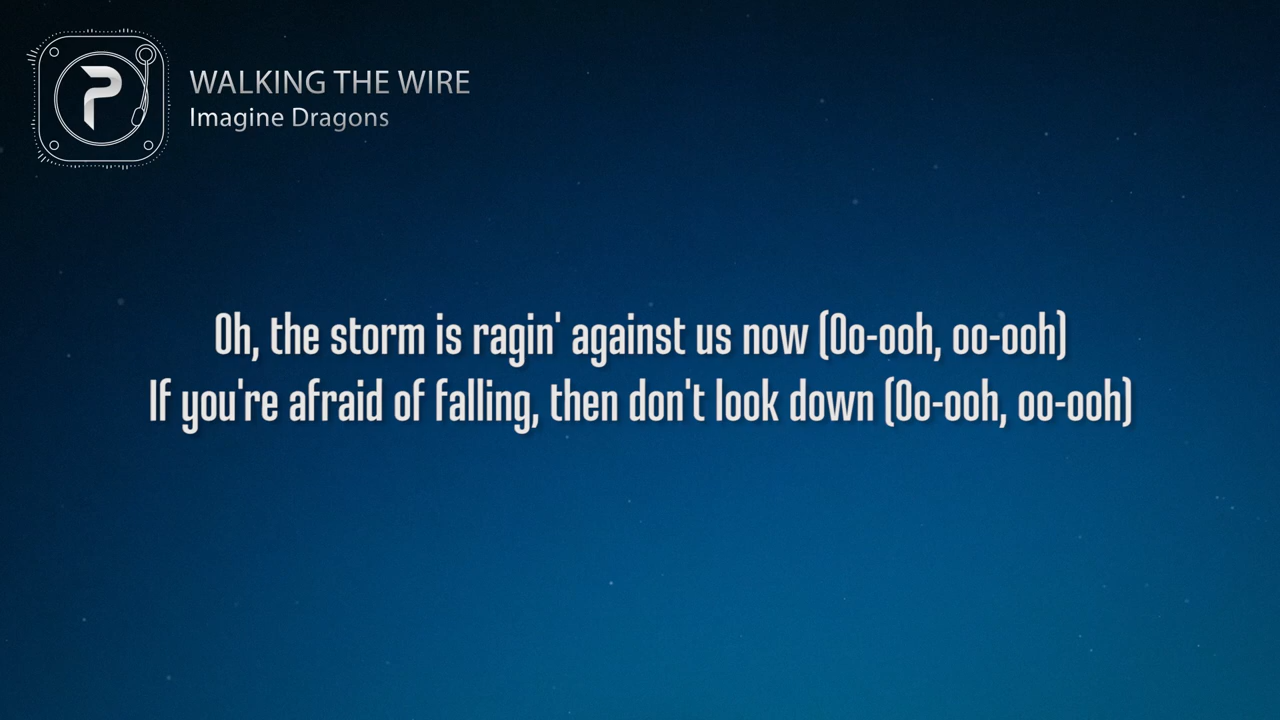 P
WALKING THE WIRE
Imagine Dragons
Oh, the storm is ragin' against us now (Oo-ooh, oo-ooh)
If you're afraid of falling, then don't look down (Oo-ooh, oo-ooh)